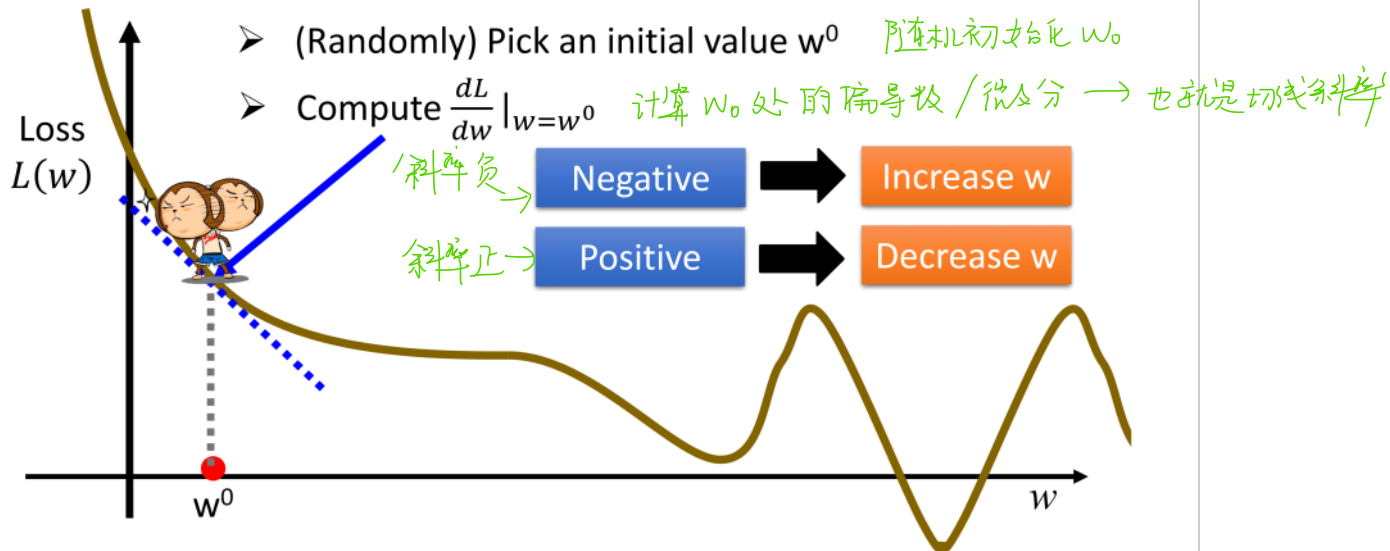 ➤ (Randomly) Pick an initial value w⁰ 随机初始化 W₀
➤ Compute dL/dw |w=w⁰ 计算 W₀ 处的偏导数/微分 → 也就是切线斜率
Loss
L(w)
斜率负 → Negative Increase w
斜率正 → Positive Decrease w
w⁰
w